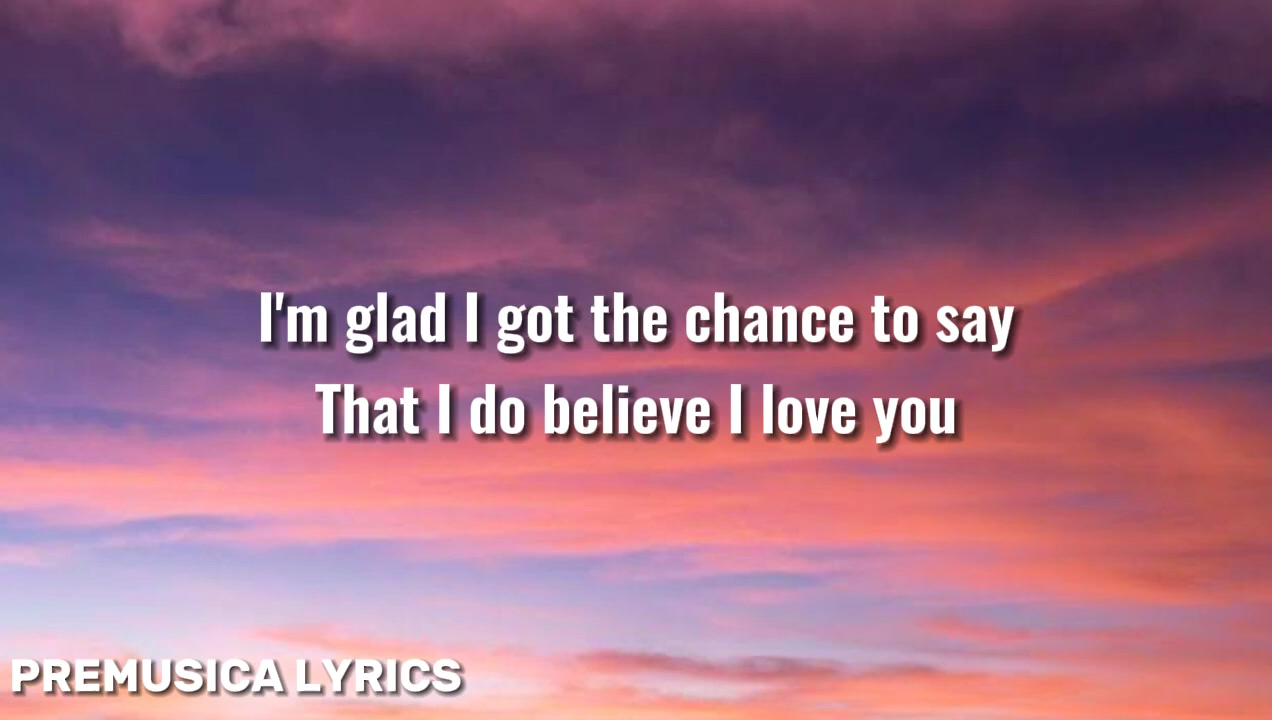 I'm glad I got the chance to say
That I do believe I love you
PREMUSICA LYRICS